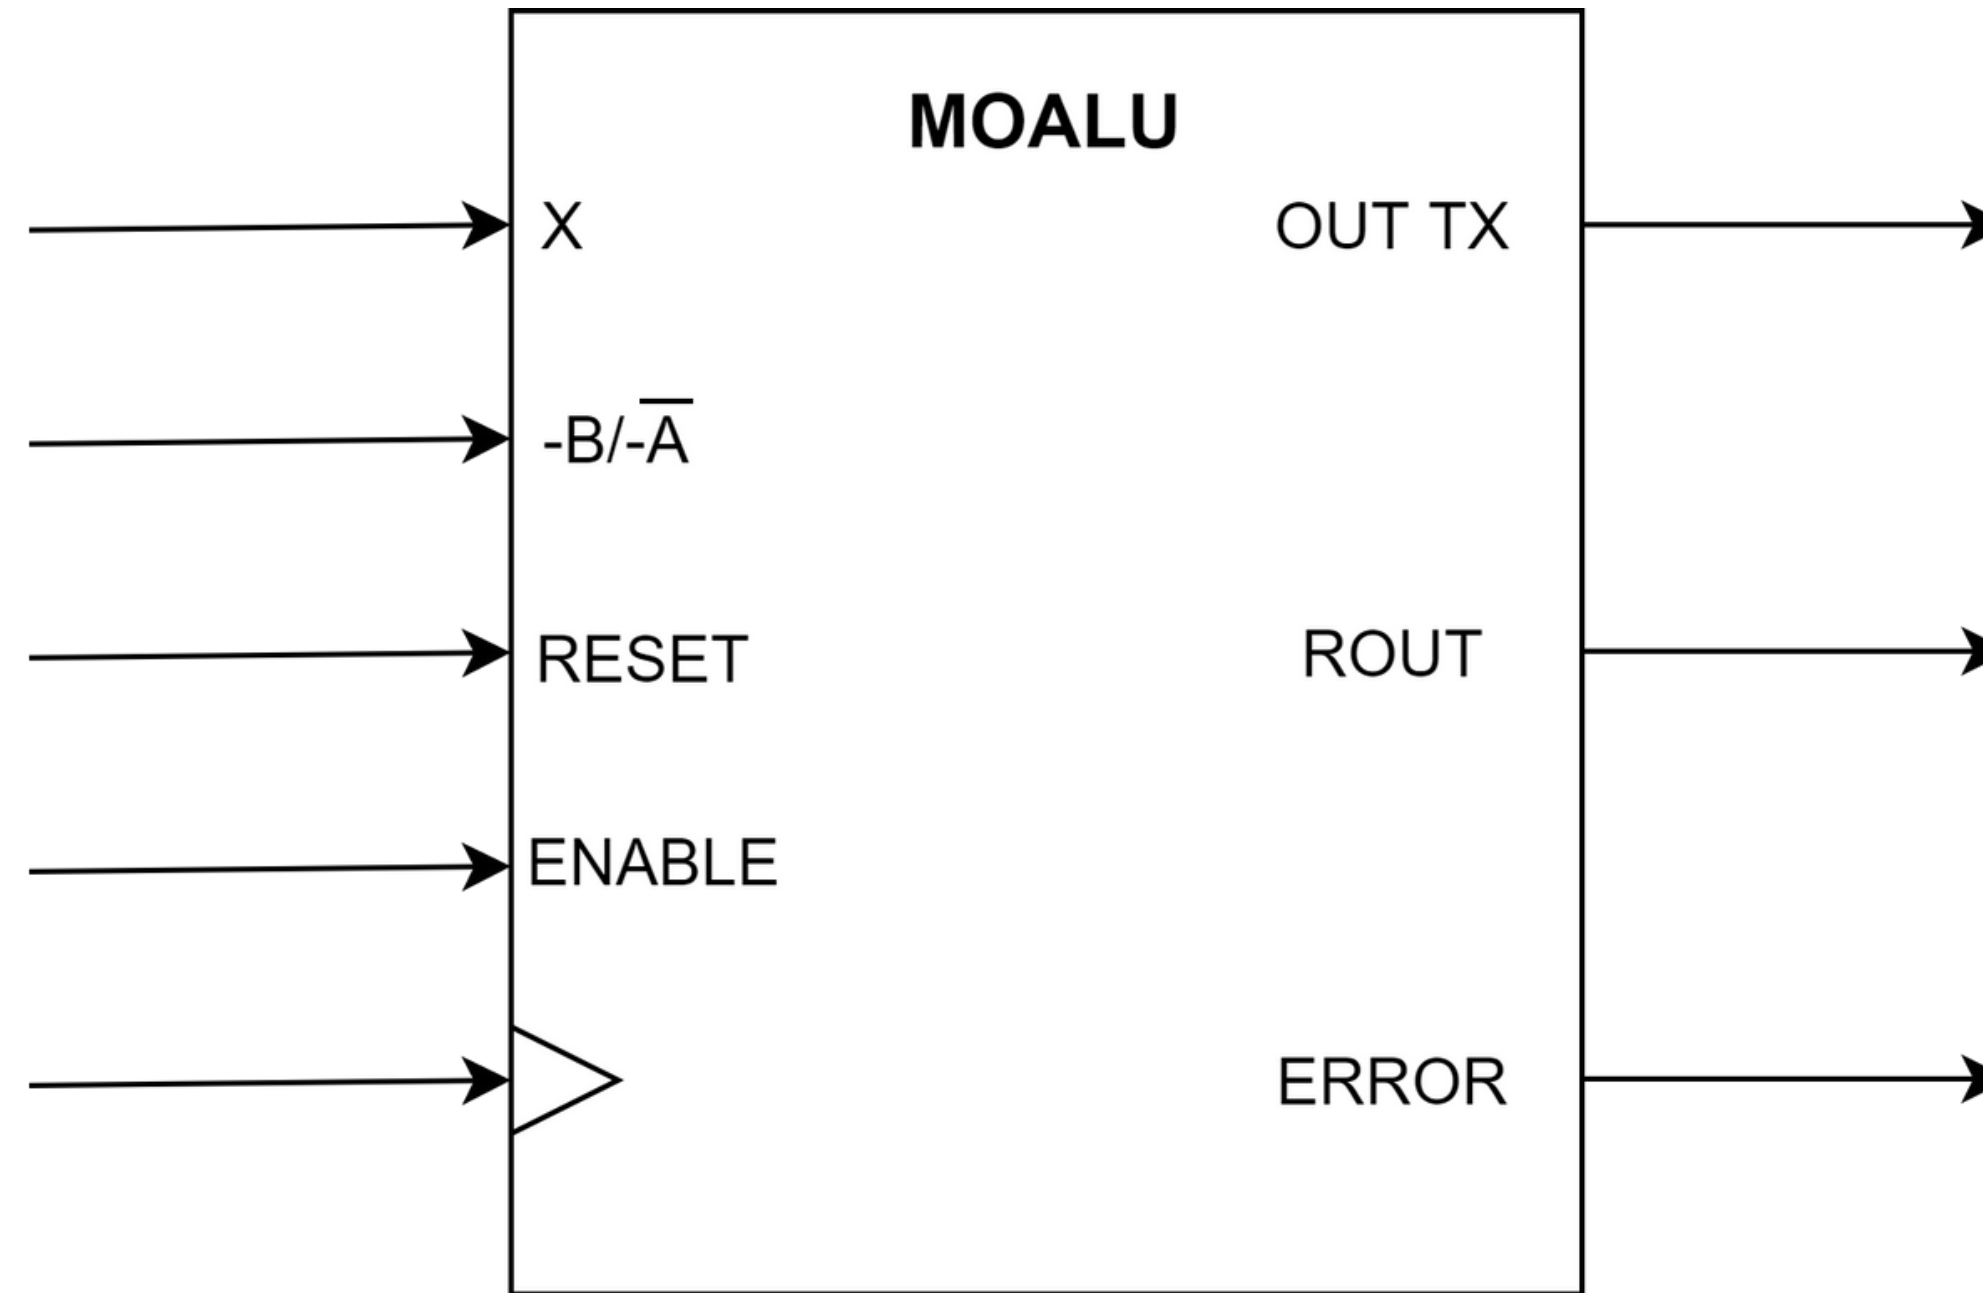 MOALU
X
OUT TX
-B/-A̅
RESET
ROUT
ENABLE
ERROR